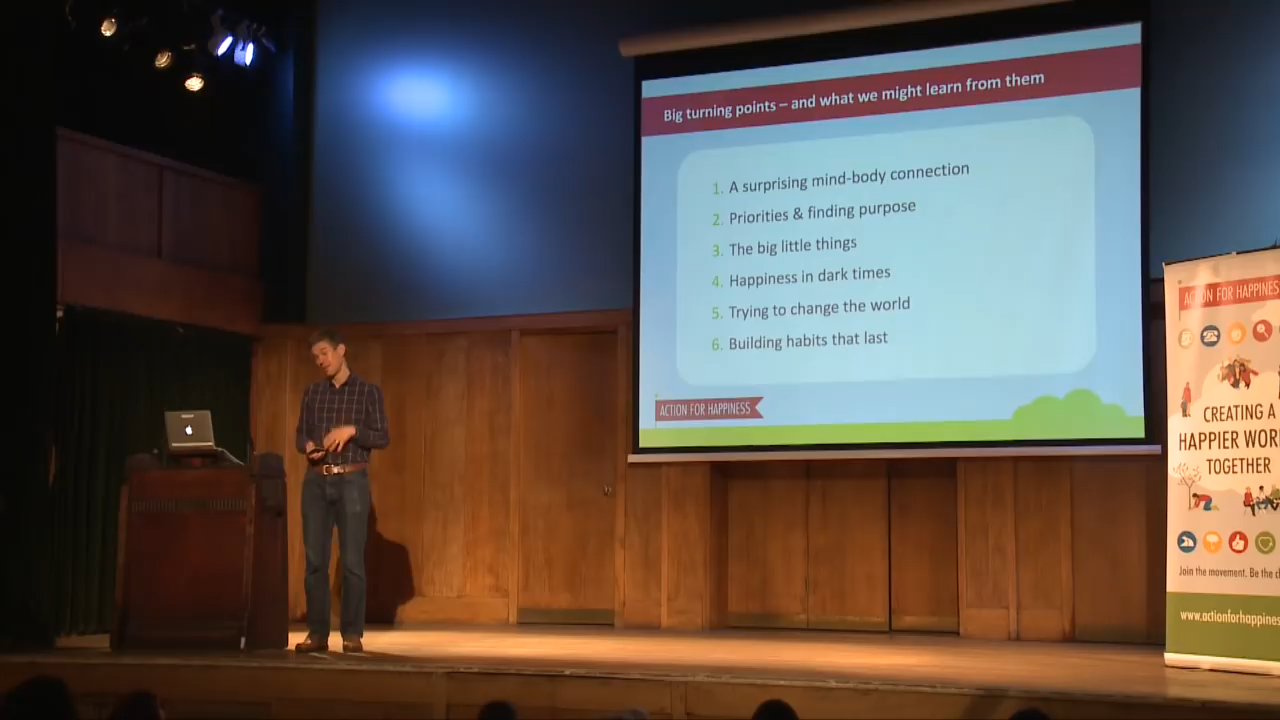 Big turning points – and what we might learn from them
1. A surprising mind-body connection
2. Priorities & finding purpose
3. The big little things
4. Happiness in dark times
5. Trying to change the world
6. Building habits that last
ACTION FOR HAPPINESS
ACTION FOR HAPPINESS
CREATING A
HAPPIER WOR
TOGETHER
Join the movement. Be the
www.actionforhappines